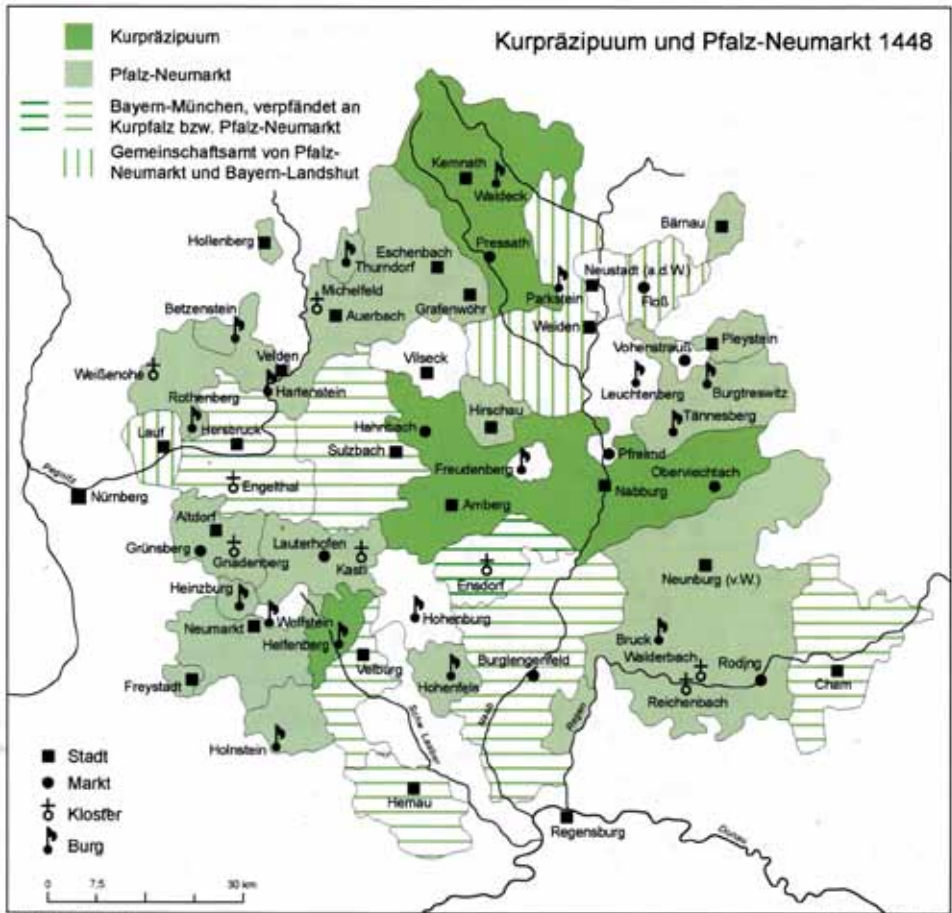 Kurpräzipuum und Pfalz-Neumarkt 1448
Kurpräzipuum
Pfalz-Neumarkt
Bayern-München, verpfändet an
Kurpfalz bzw. Pfalz-Neumarkt
Gemeinschaftsamt von Pfalz-
Neumarkt und Bayern-Landshut
Kemnath
Waldeck
Bärnau
Hollenberg
Pressath
Eschenbach
Thurndorf
Neustadt (a.d.W.)
Michelfeld
Parkstein
Floß
Grafenwöhr
Betzenstein
Auerbach
Weiden
Vohenstrauß
Pleystein
Velden
Vilseck
Weißenohe
Leuchtenberg
Burgtreswitz
Hartenstein
Rothenberg
Hirschau
Tännesberg
Lauf
Hersbruck
Hahnbach
Sulzbach
Pfreimd
Freudenberg
Oberviechtach
Pegnitz
Engelthal
Nabburg
Nürnberg
Amberg
Altdorf
Grünsberg
Gnadenberg
Lauterhofen
Kastl
Ensdorf
Neunburg (v.W.)
Heinzburg
Wolfstein
Hohenburg
Neumarkt
Helfenberg
Bruck
Velburg
Burglengenfeld
Walderbach
Roding
Freystadt
Hohenfels
Cham
Reichenbach
Schw. Laaber
Naab
Regen
Holnstein
Hemau
Regensburg
Donau
Stadt
Markt
Kloster
Burg
0 7,5 30 km